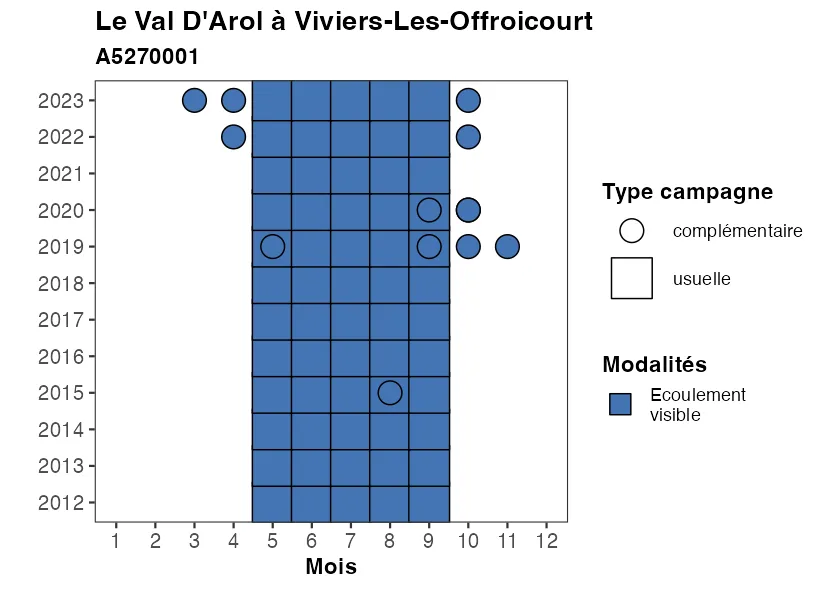 Le Val D'Arol à Viviers-Les-Offroicourt
A5270001
2023
2022
2021
2020
2019
2018
2017
2016
2015
2014
2013
2012
1 2 3 4 5 6 7 8 9 10 11 12
Mois
Type campagne
complémentaire
usuelle
Modalités
Ecoulement
visible